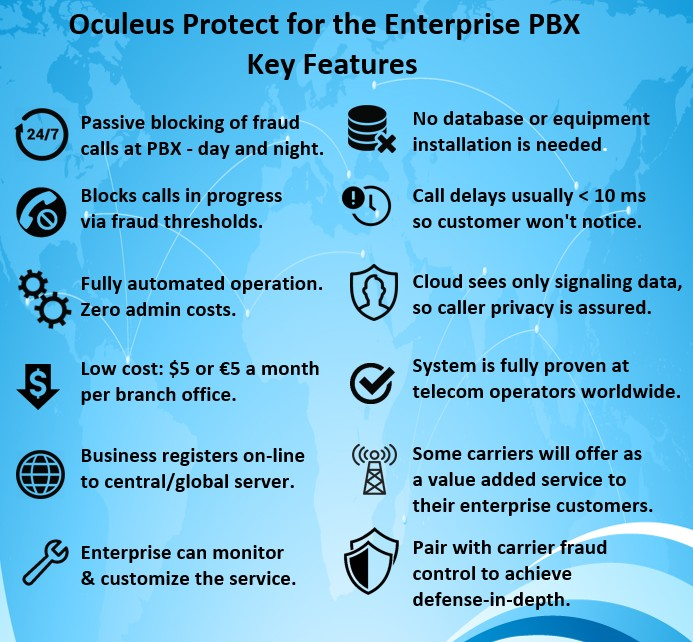 Oculeus Protect for the Enterprise PBX
Key Features
24/7
Passive blocking of fraud
calls at PBX - day and night.
Blocks calls in progress
via fraud thresholds.
Fully automated operation.
Zero admin costs.
$
Low cost: $5 or €5 a month
per branch office.
Business registers on-line
to central/global server.
Enterprise can monitor
& customize the service.
No database or equipment
installation is needed.
Call delays usually < 10 ms
so customer won't notice.
Cloud sees only signaling data,
so caller privacy is assured.
System is fully proven at
telecom operators worldwide.
Some carriers will offer as
a value added service to
their enterprise customers.
Pair with carrier fraud
control to achieve
defense-in-depth.